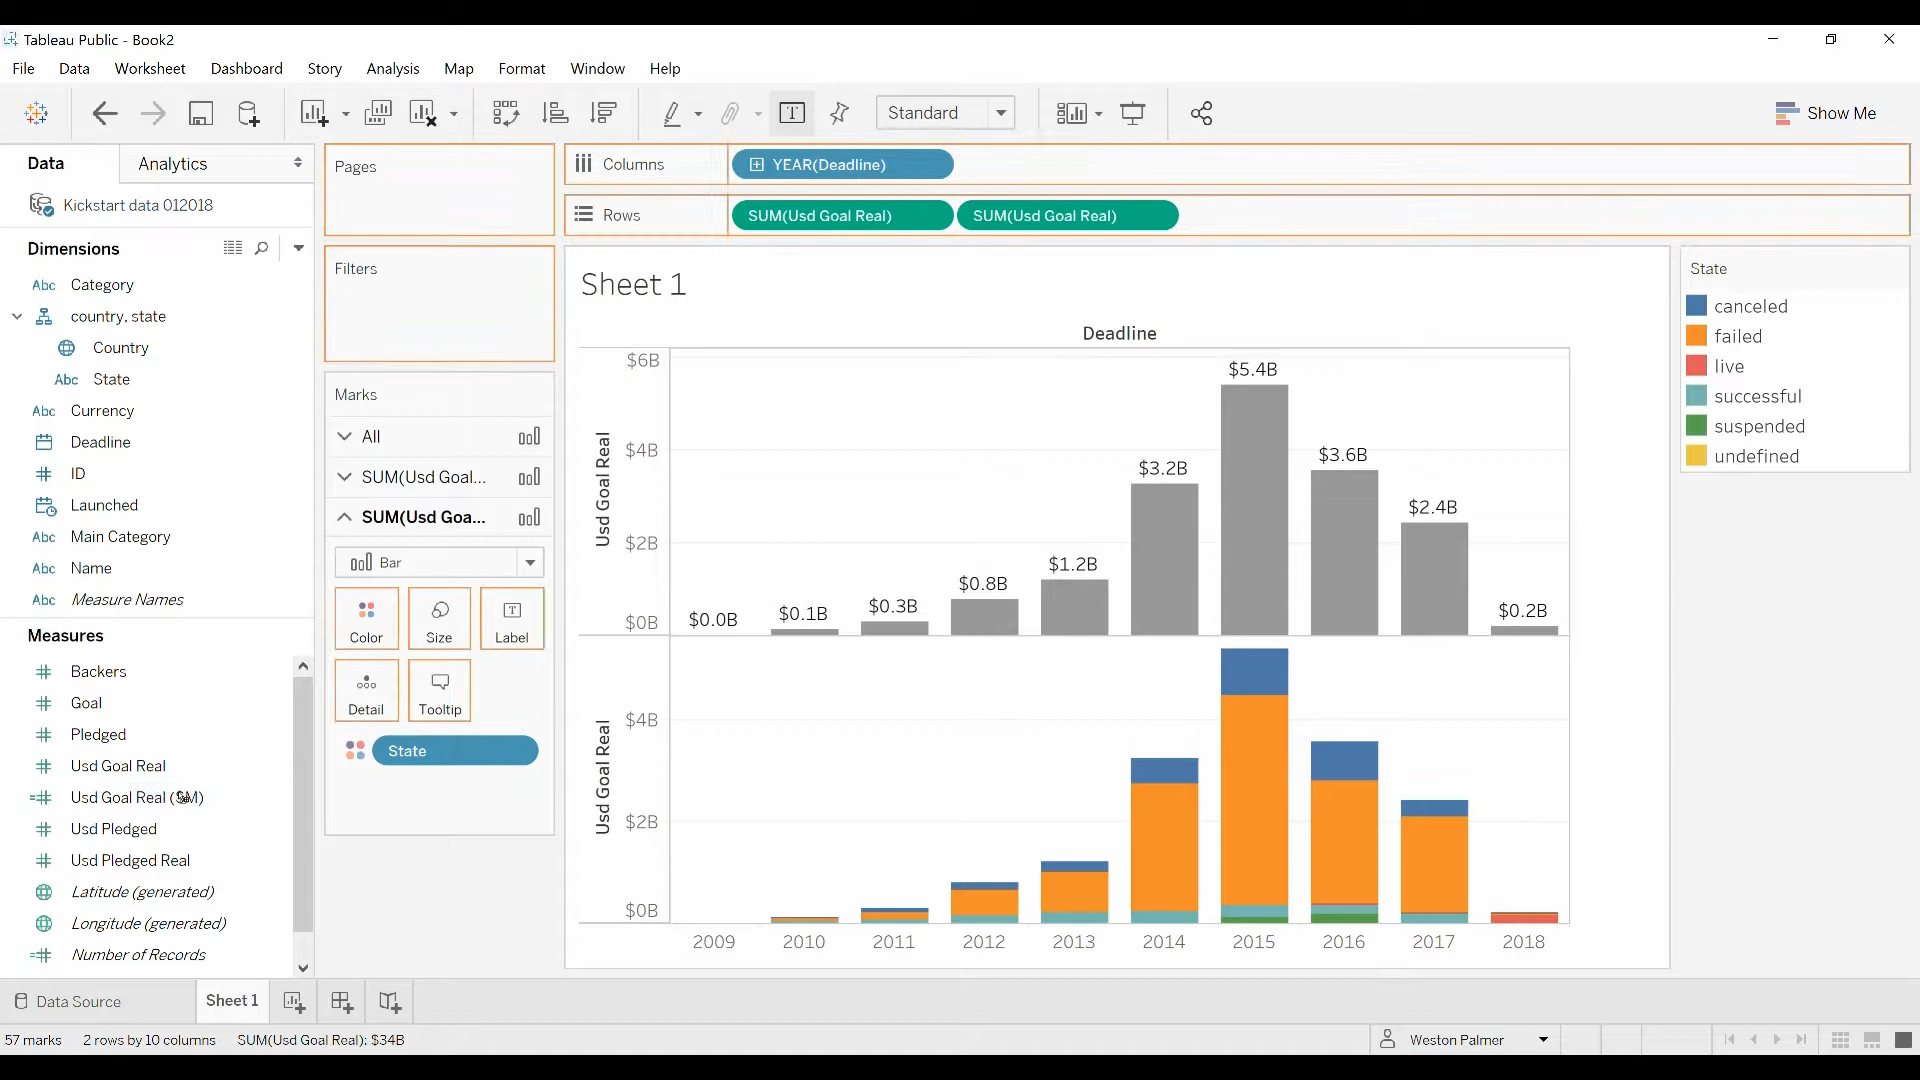 Tableau Public - Book2
File Data Worksheet Dashboard Story Analysis Map Format Window Help
Standard
Show Me
Data
Analytics
Kickstart data 012018
Dimensions
Abc Category
country, state
Country
Abc State
Abc Currency
Deadline
ID
Launched
Abc Main Category
Abc Name
Abc Measure Names
Measures
Backers
Goal
Pledged
Usd Goal Real
Usd Goal Real ($M)
Usd Pledged
Usd Pledged Real
Latitude (generated)
Longitude (generated)
Number of Records
Pages
Filters
Marks
All
SUM(Usd Goal...
SUM(Usd Goa...
Bar
Color
Size
Label
Detail
Tooltip
State
Columns
YEAR(Deadline)
Rows
SUM(Usd Goal Real)
SUM(Usd Goal Real)
Sheet 1
Deadline
Usd Goal Real
$6B
$4B
$2B
$0B
$0.0B
$0.1B
$0.3B
$0.8B
$1.2B
$3.2B
$5.4B
$3.6B
$2.4B
$0.2B
Usd Goal Real
$4B
$2B
$0B
2009 2010 2011 2012 2013 2014 2015 2016 2017 2018
State
canceled
failed
live
successful
suspended
undefined
Data Source
Sheet 1
57 marks
2 rows by 10 columns
SUM(Usd Goal Real): $34B
Weston Palmer